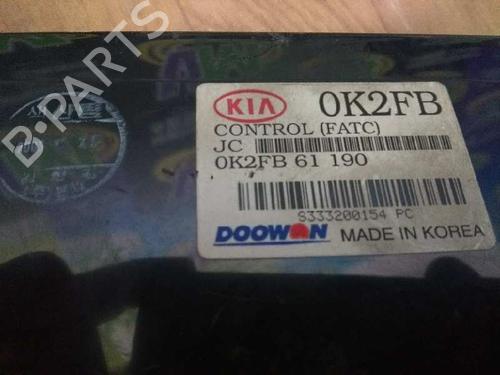 B-PARTS
KIA 0K2FB
CONTROL (FATC)
JC
0K2FB 61 190
S333200154 PC
DOOWON MADE IN KOREA